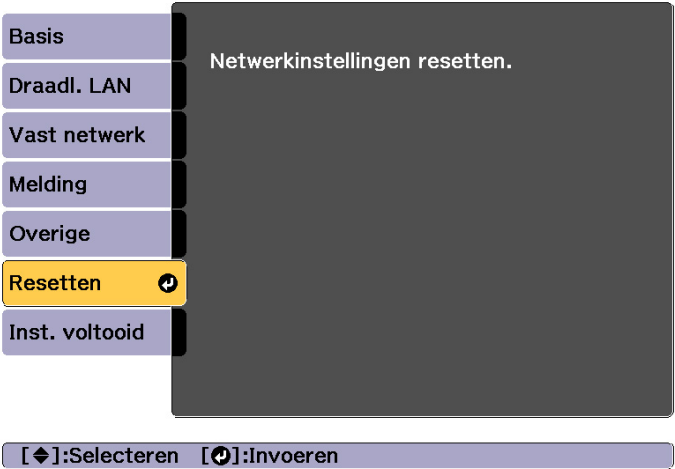 Basis
Draadl. LAN
Vast netwerk
Melding
Overige
Resetten
Inst. voltooid
Netwerkinstellingen resetten.
[◆]:Selecteren [⏎]:Invoeren